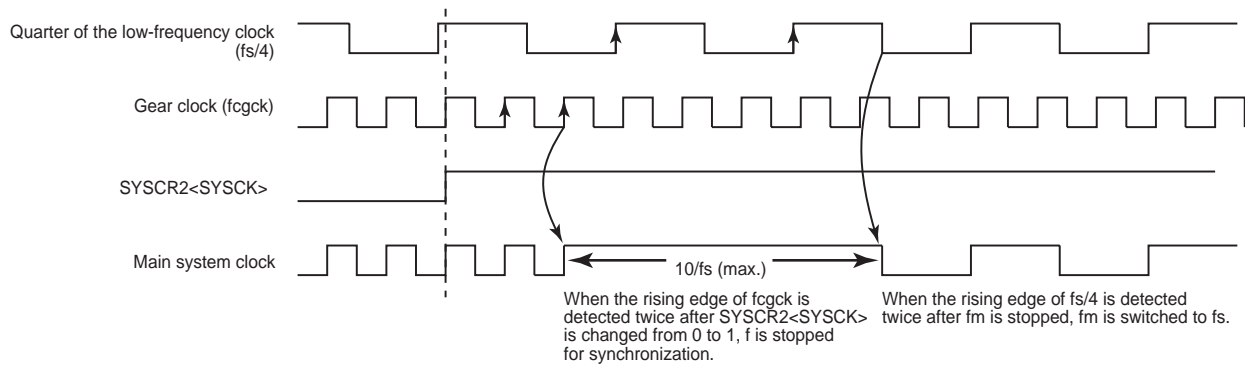 Quarter of the low-frequency clock
(fs/4)
Gear clock (fcgck)
SYSCR2<SYSCK>
Main system clock
10/fs (max.)
When the rising edge of fcgck is
detected twice after SYSCR2<SYSCK>
is changed from 0 to 1, f is stopped
for synchronization.
When the rising edge of fs/4 is detected
twice after fm is stopped, fm is switched to fs.